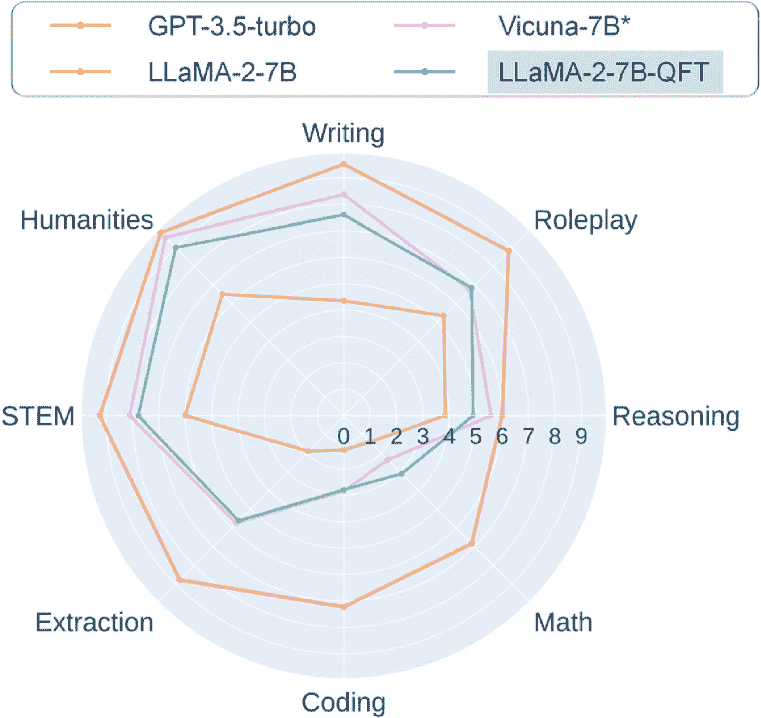 GPT-3.5-turbo Vicuna-7B*
LLaMA-2-7B LLaMA-2-7B-QFT
Writing
Humanities Roleplay
STEM Reasoning
0 1 2 3 4 5 6 7 8 9
Extraction Math
Coding